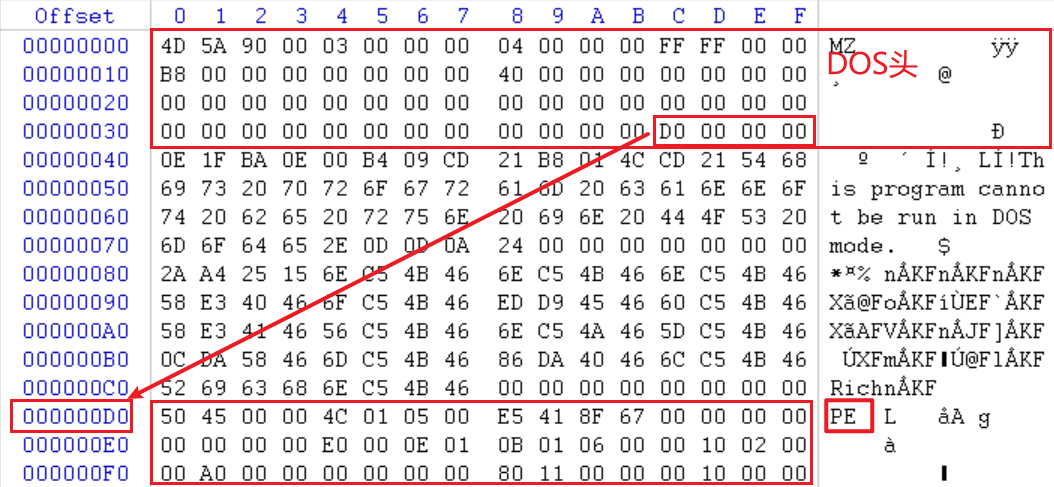 Offset 0 1 2 3 4 5 6 7 8 9 A B C D E F
00000000 4D 5A 90 00 03 00 00 00 04 00 00 00 FF FF 00 00 MZ ÿÿ
DOS头
00000010 B8 00 00 00 00 00 00 00 40 00 00 00 00 00 00 00 ¸ @
00000020 00 00 00 00 00 00 00 00 00 00 00 00 00 00 00 00
00000030 00 00 00 00 00 00 00 00 00 00 00 00 D0 00 00 00 Ð
00000040 0E 1F BA 0E 00 B4 09 CD 21 B8 01 4C CD 21 54 68 º ´ Í!¸ LÍ!Th
00000050 69 73 20 70 72 6F 67 72 61 6D 20 63 61 6E 6E 6F is program canno
00000060 74 20 62 65 20 72 75 6E 20 69 6E 20 44 4F 53 20 t be run in DOS
00000070 6D 6F 64 65 2E 0D 0D 0A 24 00 00 00 00 00 00 00 mode. $
00000080 2A A4 25 15 6E C5 4B 46 6E C5 4B 46 6E C5 4B 46 *¤% nÅKFnÅKFnÅKF
00000090 58 E3 40 46 6F C5 4B 46 ED D9 45 46 60 C5 4B 46 Xã@FoÅKFíÙEF`ÅKF
000000A0 58 E3 41 46 56 C5 4B 46 6E C5 4A 46 5D C5 4B 46 XãAFVÅKFnÅJF]ÅKF
000000B0 0C DA 58 46 6D C5 4B 46 86 DA 40 46 6C C5 4B 46 ÚXFmÅKF▮Ú@FlÅKF
000000C0 52 69 63 68 6E C5 4B 46 00 00 00 00 00 00 00 00 RichnÅKF
000000D0 50 45 00 00 4C 01 05 00 E5 41 8F 67 00 00 00 00 PE L åA g
000000E0 00 00 00 00 E0 00 0E 01 0B 01 06 00 00 10 02 00 à
000000F0 00 A0 00 00 00 00 00 00 80 11 00 00 00 10 00 00 ▮